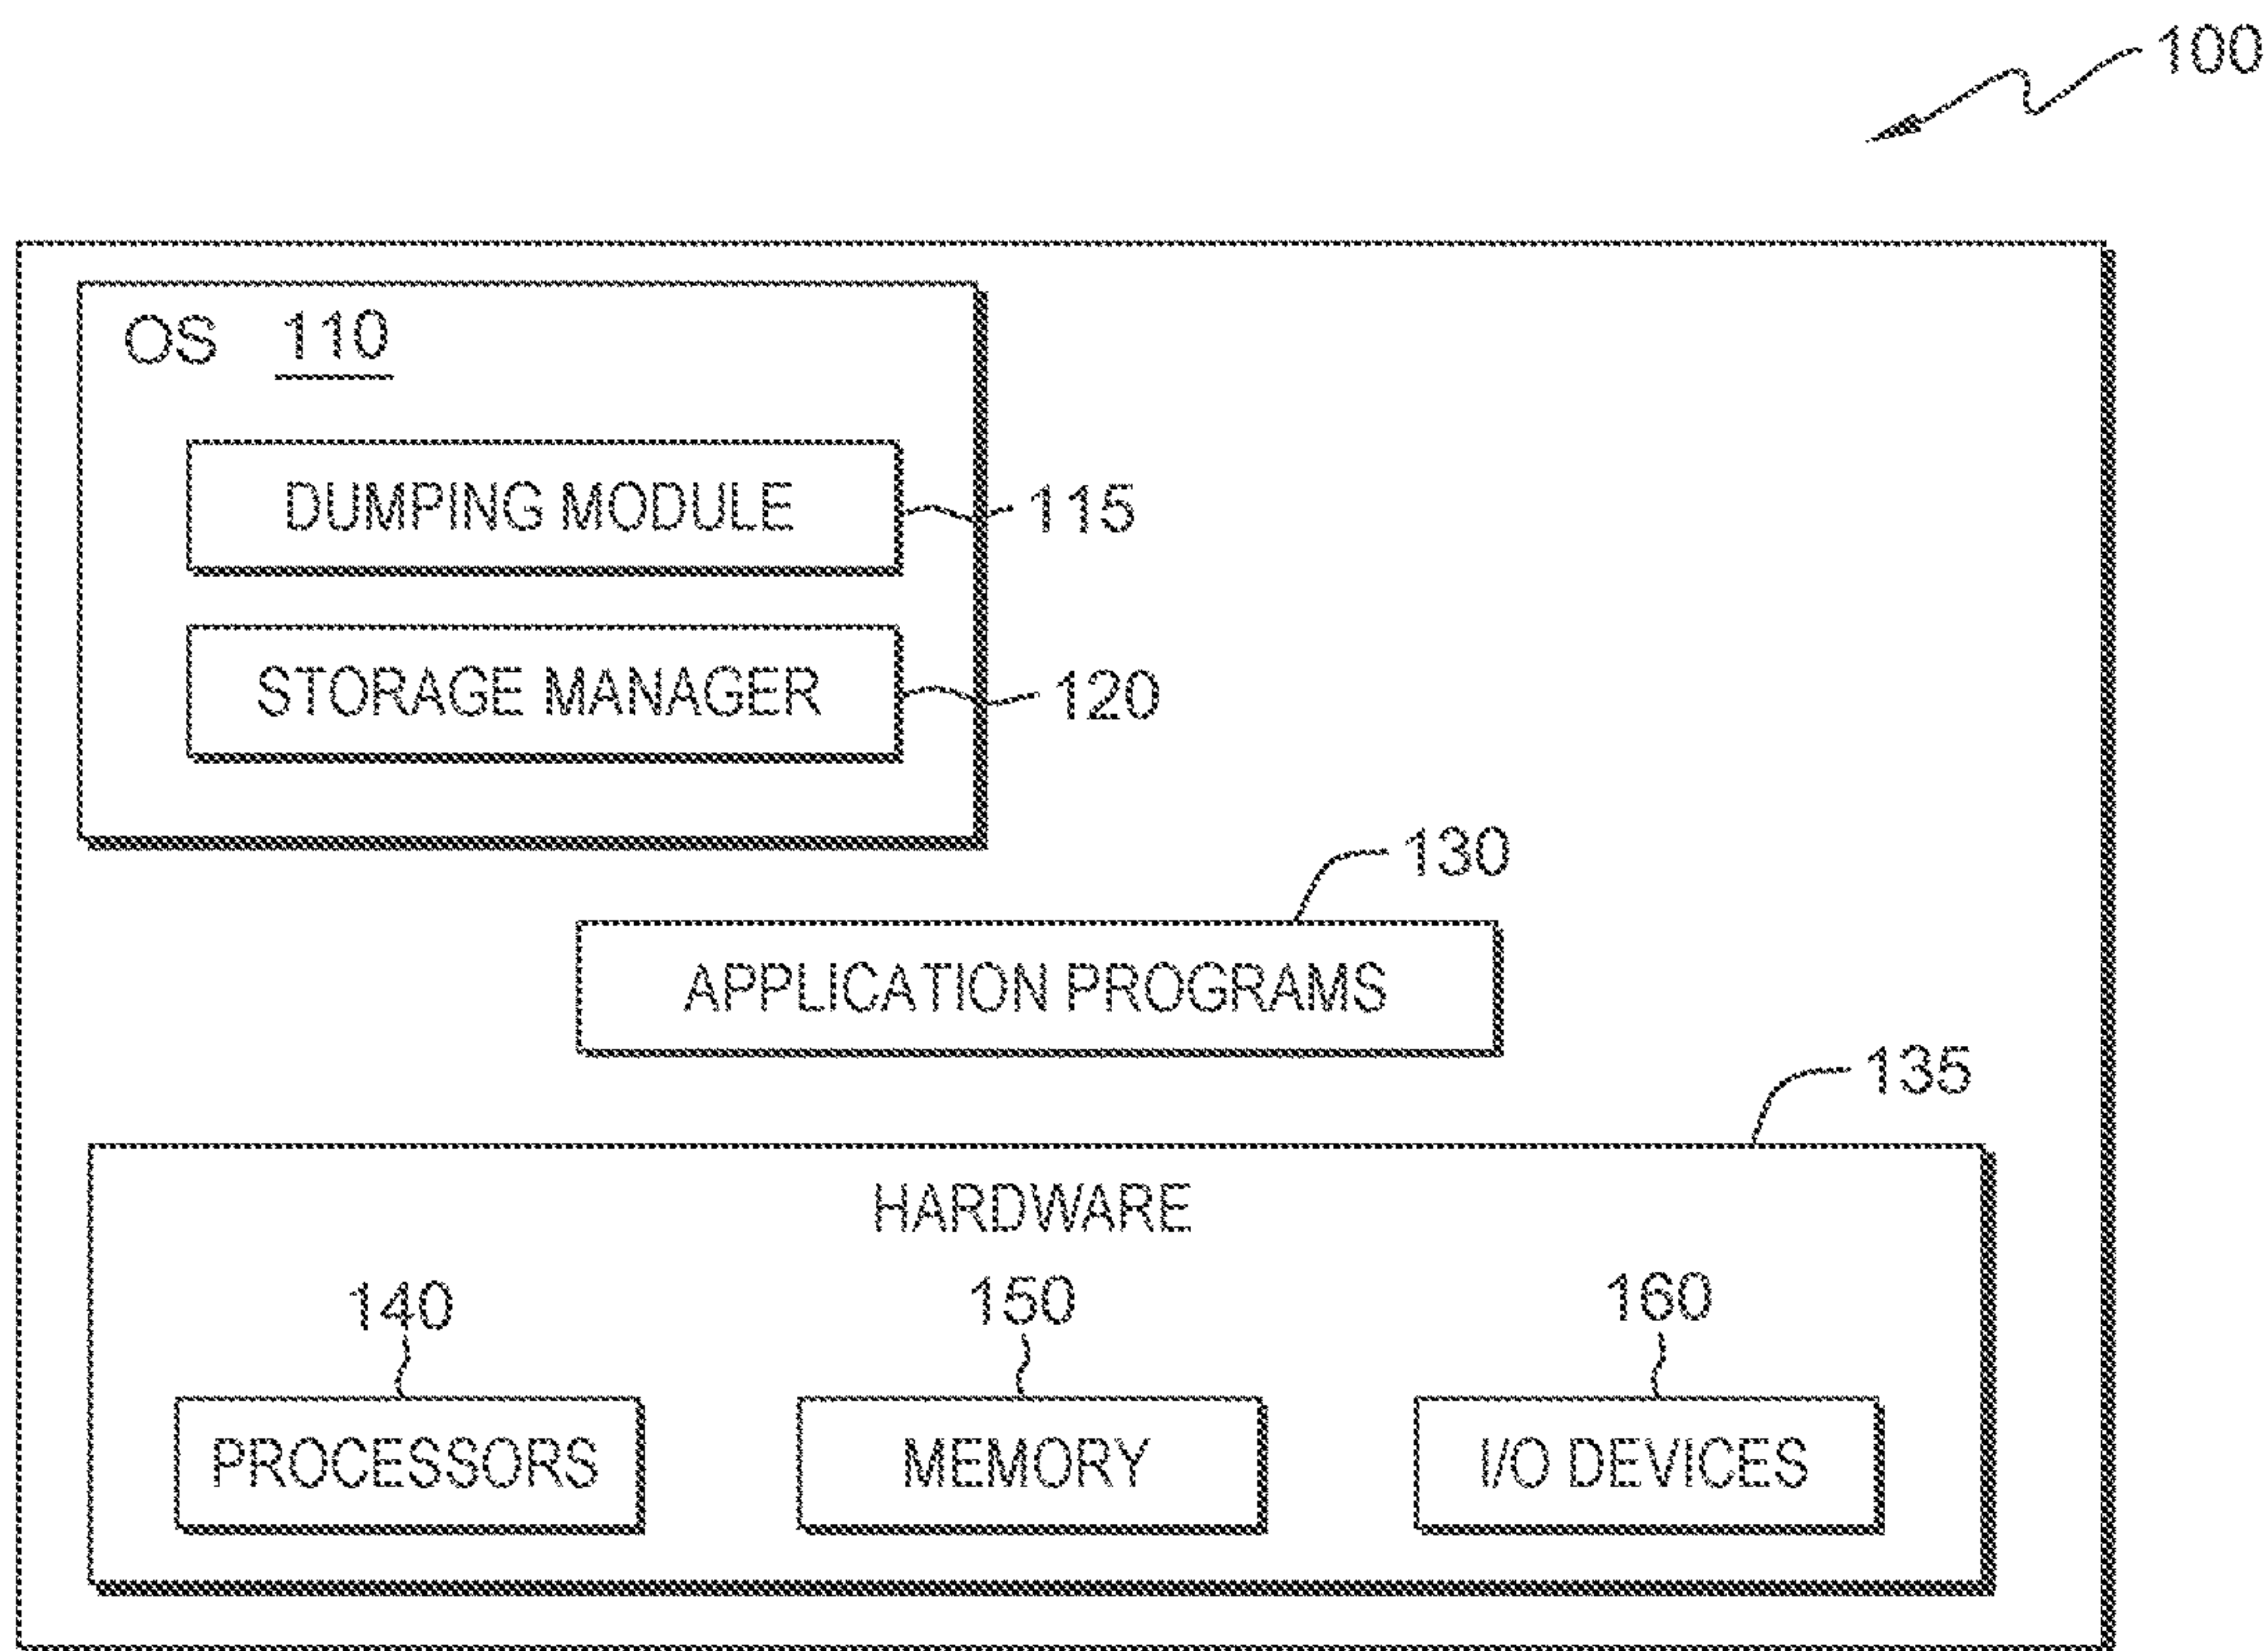 100
OS 110
DUMPING MODULE 115
STORAGE MANAGER 120
130
APPLICATION PROGRAMS
135
HARDWARE
140 150 160
PROCESSORS MEMORY I/O DEVICES